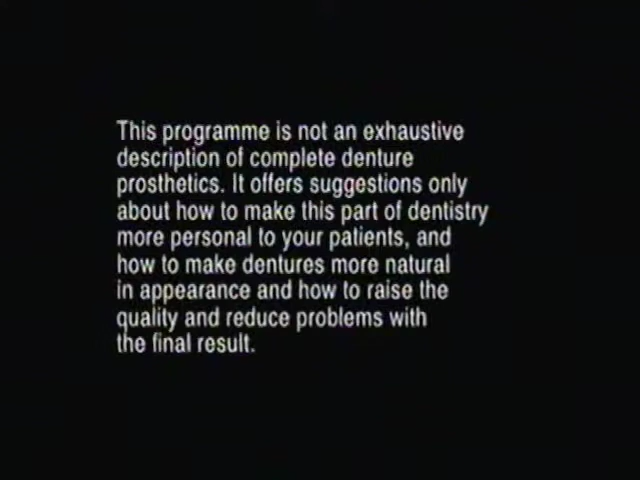 This programme is not an exhaustive
description of complete denture
prosthetics. It offers suggestions only
about how to make this part of dentistry
more personal to your patients, and
how to make dentures more natural
in appearance and how to raise the
quality and reduce problems with
the final result.